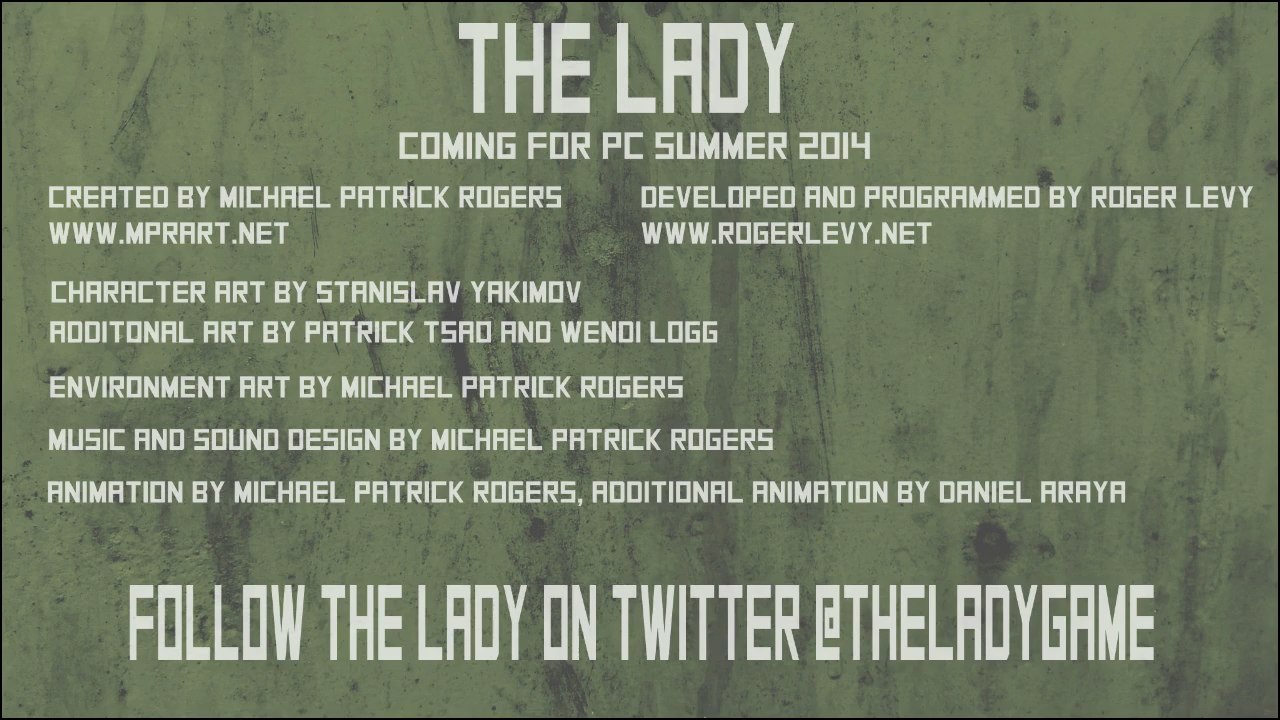 THE LADY
COMING FOR PC SUMMER 2014
CREATED BY MICHAEL PATRICK ROGERS
WWW.MPRART.NET
DEVELOPED AND PROGRAMMED BY ROGER LEVY
WWW.ROGERLEVY.NET
CHARACTER ART BY STANISLAV YAKIMOV
ADDITONAL ART BY PATRICK TSAO AND WENDI LOGG
ENVIRONMENT ART BY MICHAEL PATRICK ROGERS
MUSIC AND SOUND DESIGN BY MICHAEL PATRICK ROGERS
ANIMATION BY MICHAEL PATRICK ROGERS, ADDITIONAL ANIMATION BY DANIEL ARAYA
FOLLOW THE LADY ON TWITTER @THELADYGAME